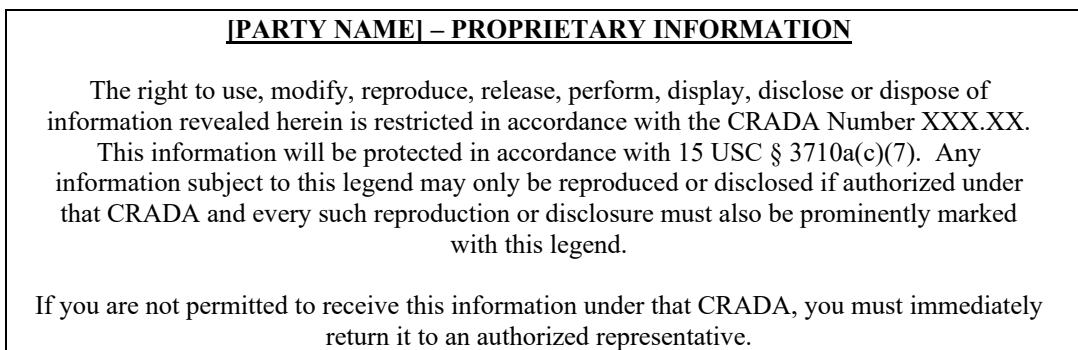 [PARTY NAME] – PROPRIETARY INFORMATION
The right to use, modify, reproduce, release, perform, display, disclose or dispose of
information revealed herein is restricted in accordance with the CRADA Number XXX.XX.
This information will be protected in accordance with 15 USC § 3710a(c)(7).  Any
information subject to this legend may only be reproduced or disclosed if authorized under
that CRADA and every such reproduction or disclosure must also be prominently marked
with this legend.
If you are not permitted to receive this information under that CRADA, you must immediately
return it to an authorized representative.